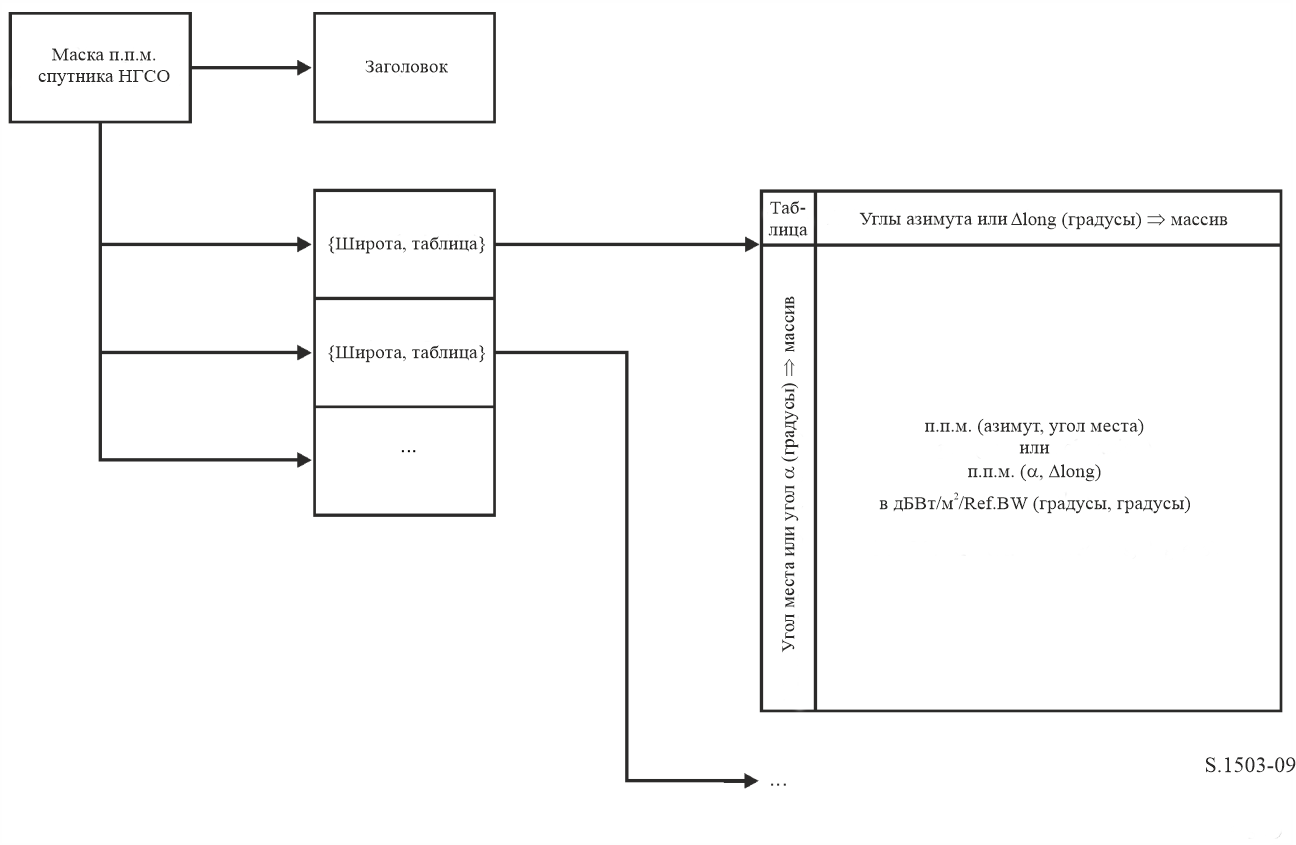 Маска п.п.м.
спутника НГСО
Заголовок
{Широта, таблица}
{Широта, таблица}
...
Таб-
лица
Углы азимута или Δlong (градусы) ⇒ массив
Угол места или угол α (градусы) ⇒ массив
п.п.м. (азимут, угол места)
или
п.п.м. (α, Δlong)
в дБВт/м²/Ref.BW (градусы, градусы)
...
S.1503-09